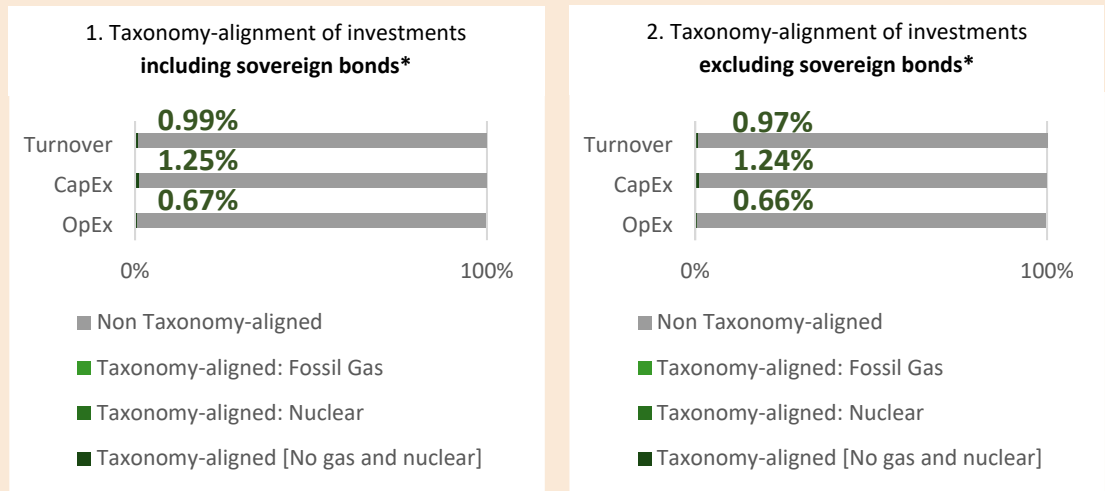 1. Taxonomy-alignment of investments
including sovereign bonds*
0.99%
Turnover
1.25%
CapEx
0.67%
OpEx
0%
100%
Non Taxonomy-aligned
Taxonomy-aligned: Fossil Gas
Taxonomy-aligned: Nuclear
Taxonomy-aligned [No gas and nuclear]
2. Taxonomy-alignment of investments
excluding sovereign bonds*
0.97%
Turnover
1.24%
CapEx
0.66%
OpEx
0%
100%
Non Taxonomy-aligned
Taxonomy-aligned: Fossil Gas
Taxonomy-aligned: Nuclear
Taxonomy-aligned [No gas and nuclear]